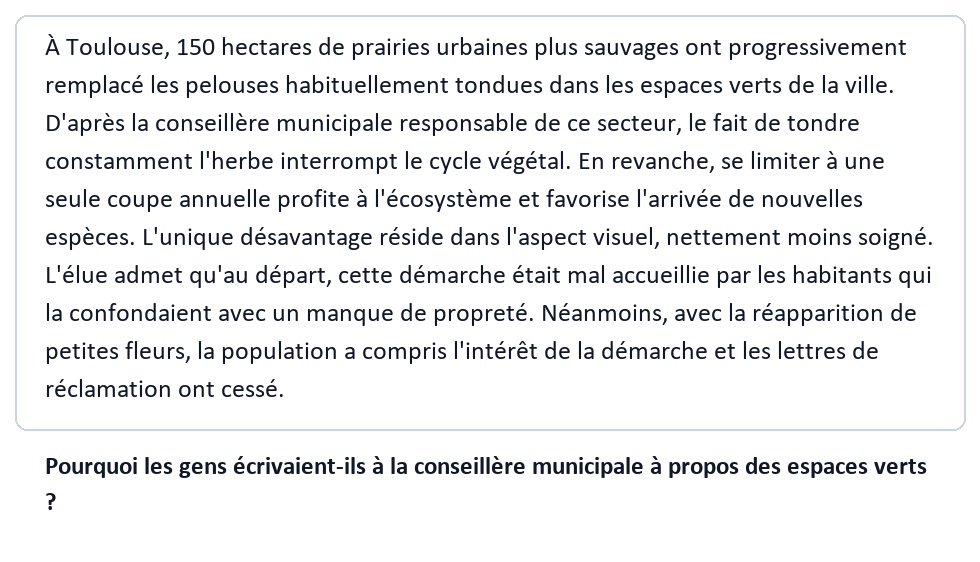 À Toulouse, 150 hectares de prairies urbaines plus sauvages ont progressivement
remplacé les pelouses habituellement tondues dans les espaces verts de la ville.
D'après la conseillère municipale responsable de ce secteur, le fait de tondre
constamment l'herbe interrompt le cycle végétal. En revanche, se limiter à une
seule coupe annuelle profite à l'écosystème et favorise l'arrivée de nouvelles
espèces. L'unique désavantage réside dans l'aspect visuel, nettement moins soigné.
L'élue admet qu'au départ, cette démarche était mal accueillie par les habitants qui
la confondaient avec un manque de propreté. Néanmoins, avec la réapparition de
petites fleurs, la population a compris l'intérêt de la démarche et les lettres de
réclamation ont cessé.
Pourquoi les gens écrivaient-ils à la conseillère municipale à propos des espaces verts
?